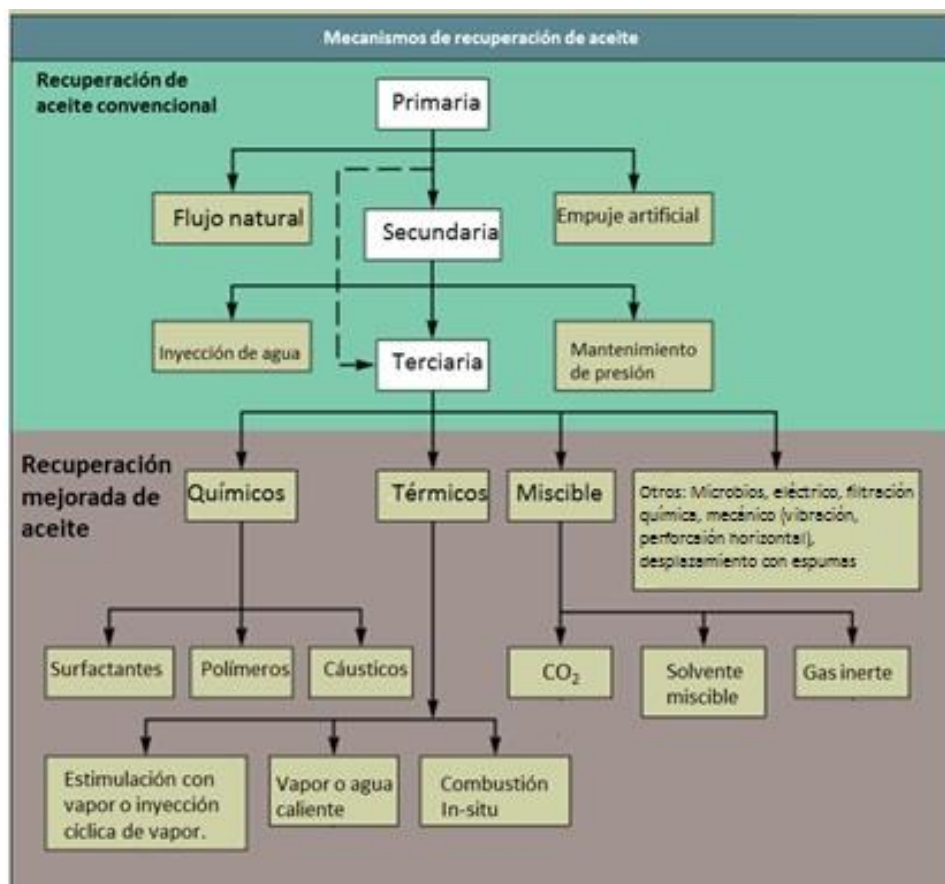 Mecanismos de recuperación de aceite
Recuperación de
aceite convencional
Primaria
Flujo natural
Secundaria
Empuje artificial
Inyección de agua
Terciaria
Mantenimiento
de presión
Recuperación
mejorada de
aceite
Químicos
Térmicos
Miscible
Otros: Microbios, eléctrico, filtración
química, mecánico (vibración,
perforcaión horizontal),
desplazamiento con espumas
Surfactantes
Polímeros
Cáusticos
CO₂
Solvente
miscible
Gas inerte
Estimulación con
vapor o inyección
cíclica de vapor.
Vapor o agua
caliente
Combustión
In-situ